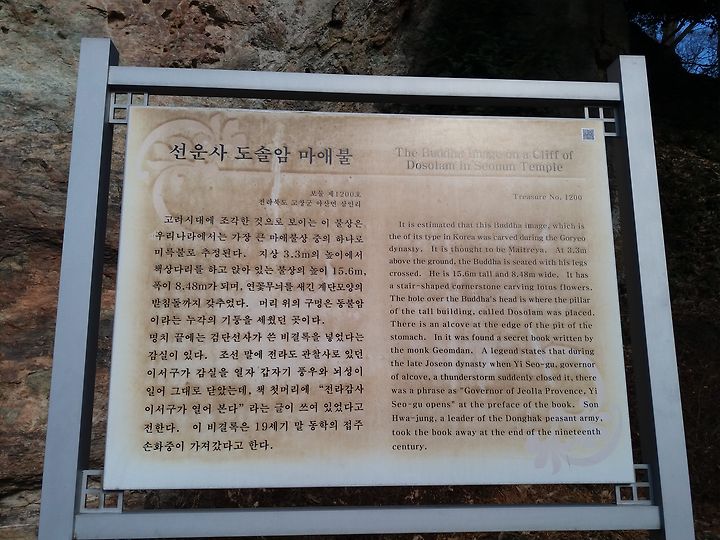 선운사 도솔암 마애불
보물 제1200호
전라북도 고창군 아산면 삼인리
고려시대에 조각한 것으로 보이는 이 불상은
우리나라에서는 가장 큰 마애불상 중의 하나로
미륵불로 추정된다. 지상 3.3m의 높이에서
책상다리를 하고 앉아 있는 불상의 높이 15.6m,
폭이 8.48m가 되며, 연꽃무늬를 새긴 계단모양의
받침돌까지 갖추었다. 머리 위의 구멍은 동불암
이라는 누각의 기둥을 세웠던 곳이다.
명치 끝에는 검단선사가 쓴 비결록을 넣었다는
감실이 있다. 조선 말에 전라도 관찰사로 있던
이서구가 감실을 열자 갑자기 풍우와 뇌성이
일어 그대로 닫았는데, 책 첫머리에 “전라감사
이서구가 열어 본다” 라는 글이 쓰여 있었다고
전한다. 이 비결록은 19세기 말 동학의 접주
손화중이 가져갔다고 한다.
The Buddha Image on a Cliff of
Dosolam in Seonun Temple
Treasure No. 1200
It is estimated that this Buddha image, which is
the of its type in Korea was carved during the Goryeo
dynasty. It is thought to be Maitreya. At 3.3m
above the ground, the Buddha is seated with his legs
crossed. He is 15.6m tall and 8.48m wide. It has
a stair-shaped cornerstone carving lotus flowers.
The hole over the Buddha's head is where the pillar
of the tall building, called Dosolam was placed.
There is an alcove at the edge of the pit of the
stomach. In it was found a secret book written by
the monk Geomdan. A legend states that during
the late Joseon dynasty when Yi Seo-gu, governor
of alcove, a thunderstorm suddenly closed it, there
was a phrase as "Governor of Jeolla Provence, Yi
Seo-gu opens" at the preface of the book. Son
Hwa-jung, a leader of the Donghak peasant army,
took the book away at the end of the nineteenth
century.